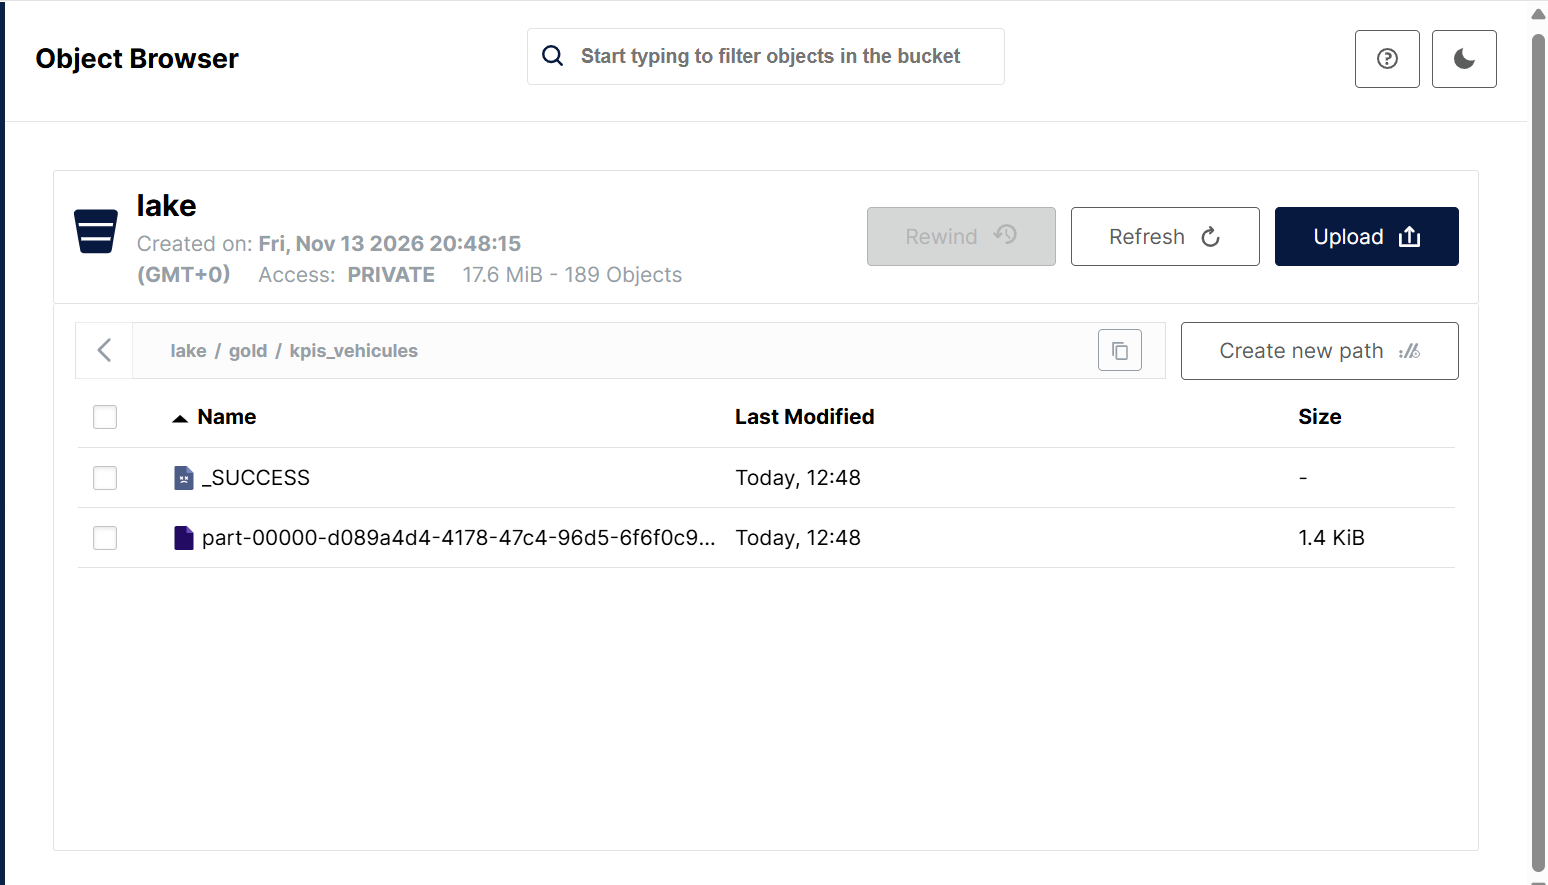 Object Browser
Start typing to filter objects in the bucket
lake
Created on: Fri, Nov 13 2026 20:48:15
(GMT+0) Access: PRIVATE 17.6 MiB - 189 Objects
Rewind
Refresh
Upload
lake / gold / kpis_vehicules
Create new path
Name Last Modified Size
_SUCCESS Today, 12:48 -
part-00000-d089a4d4-4178-47c4-96d5-6f6f0c9... Today, 12:48 1.4 KiB